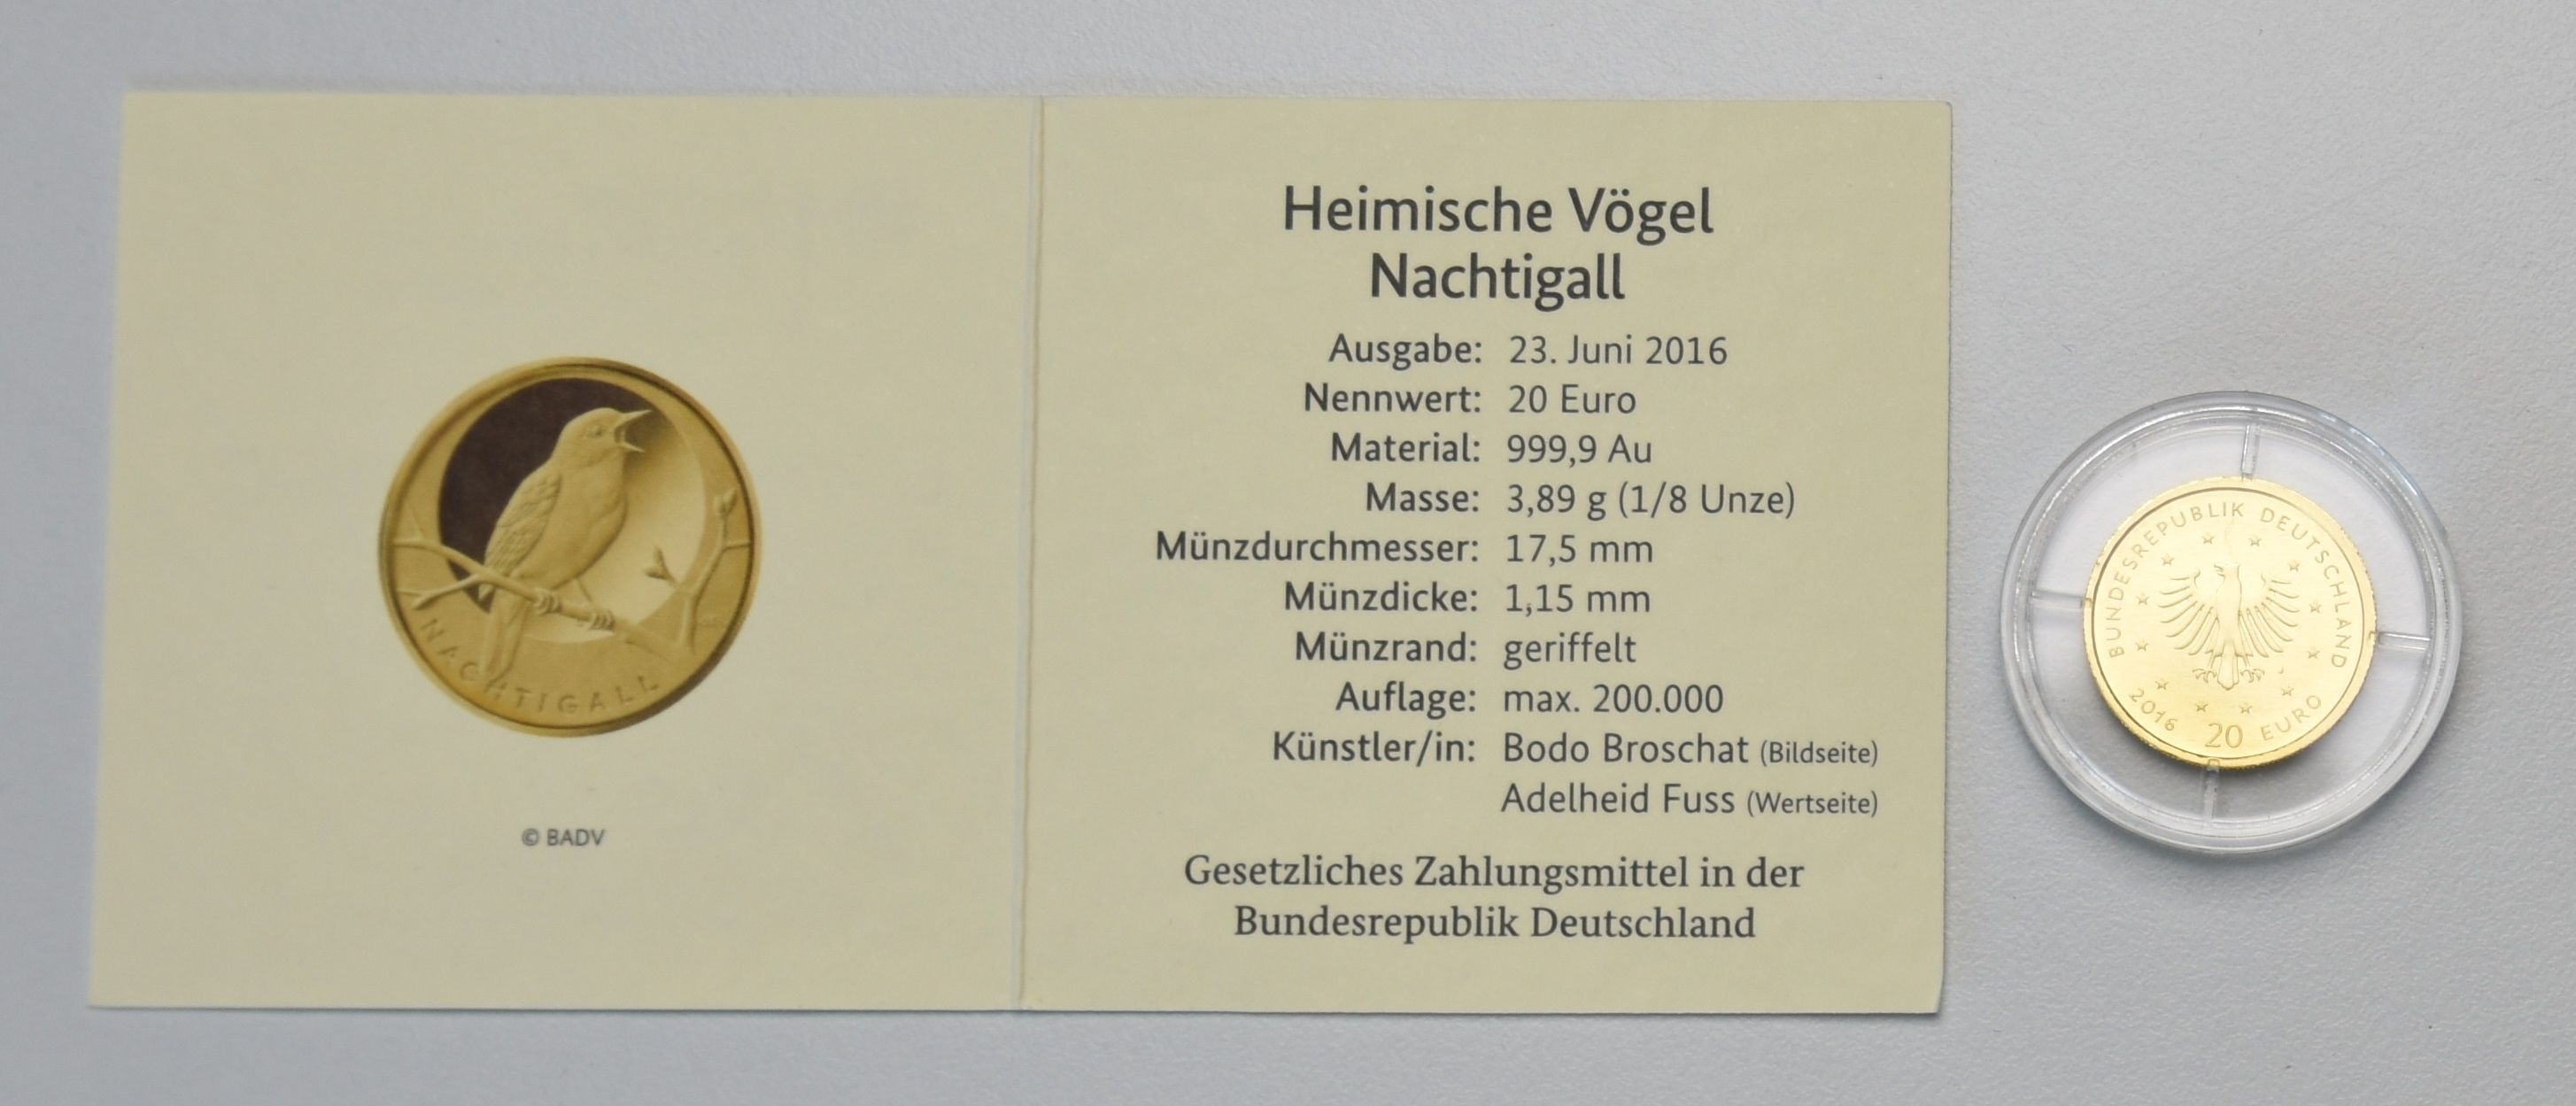 NACHTIGALL
© BADV
Heimische Vögel
Nachtigall
Ausgabe: 23. Juni 2016
Nennwert: 20 Euro
Material: 999,9 Au
Masse: 3,89 g (1/8 Unze)
Münzdurchmesser: 17,5 mm
Münzdicke: 1,15 mm
Münzrand: geriffelt
Auflage: max. 200.000
Künstler/in: Bodo Broschat (Bildseite)
Adelheid Fuss (Wertseite)
Gesetzliches Zahlungsmittel in der
Bundesrepublik Deutschland
BUNDESREPUBLIK DEUTSCHLAND
2016 20 EURO